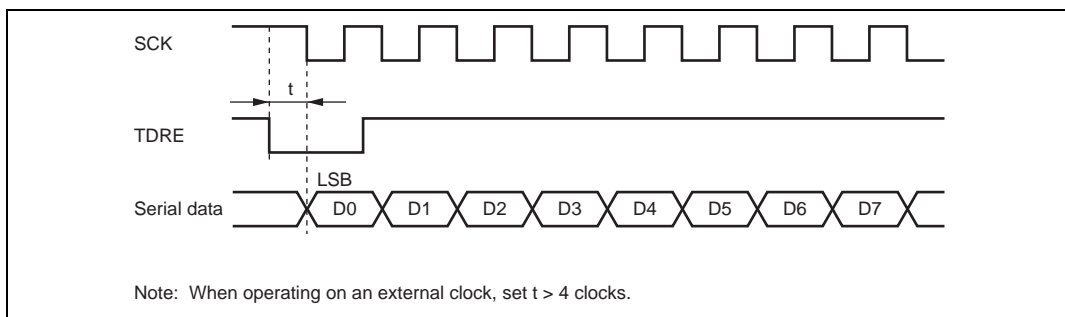 SCK
t
TDRE
LSB
Serial data D0 D1 D2 D3 D4 D5 D6 D7
Note: When operating on an external clock, set t > 4 clocks.